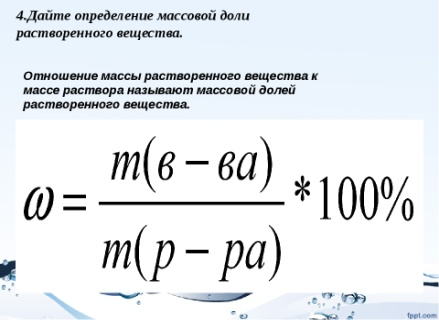 4.Дайте определение массовой доли
растворенного вещества.
Отношение массы растворенного вещества к
массе раствора называют массовой долей
растворенного вещества.
ω = m(в − ва) / m(р − ра) *100%
fppt.com